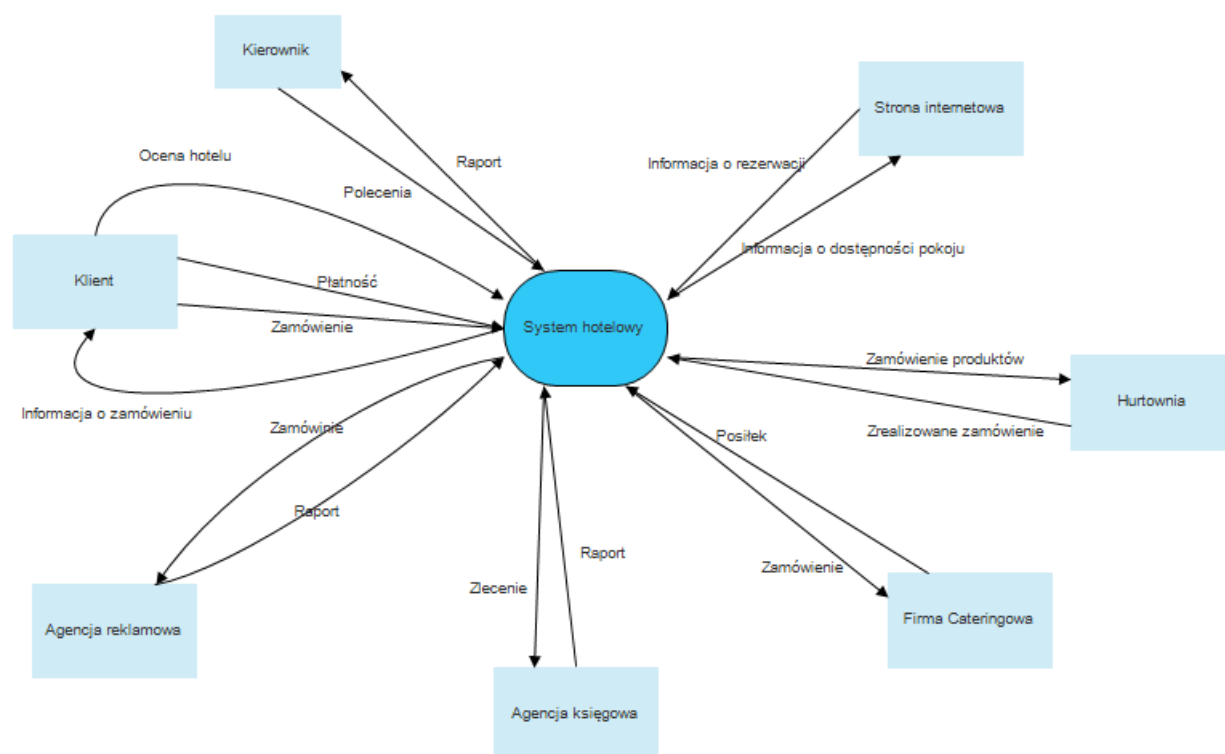 Kierownik
Strona internetowa
Ocena hotelu
Raport
Informacja o rezerwacji
Polecenia
Informacja o dostępności pokoju
Klient
Płatność
Zamówienie
System hotelowy
Zamówienie produktów
Hurtownia
Informacja o zamówieniu
Zamówinie
Posiłek
Zrealizowane zamówienie
Raport
Raport
Zamówienie
Zlecenie
Firma Cateringowa
Agencja reklamowa
Agencja księgowa